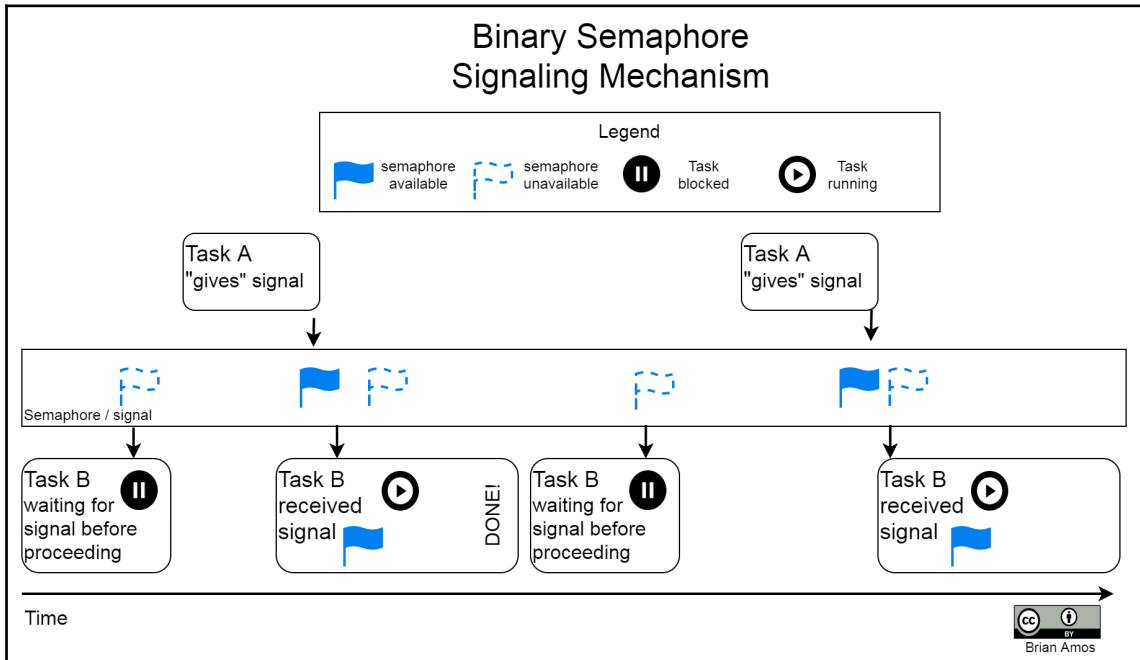 Binary Semaphore
Signaling Mechanism
Legend
semaphore
available
semaphore
unavailable
Task
blocked
Task
running
Task A
"gives" signal
Task A
"gives" signal
Semaphore / signal
Task B
waiting for
signal before
proceeding
Task B
received
signal
DONE!
Task B
waiting for
signal before
proceeding
Task B
received
signal
Time
cc
BY
Brian Amos